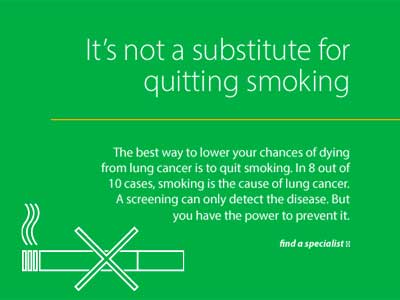 It’s not a substitute for
quitting smoking
The best way to lower your chances of dying
from lung cancer is to quit smoking. In 8 out of
10 cases, smoking is the cause of lung cancer.
A screening can only detect the disease. But
you have the power to prevent it.
find a specialist